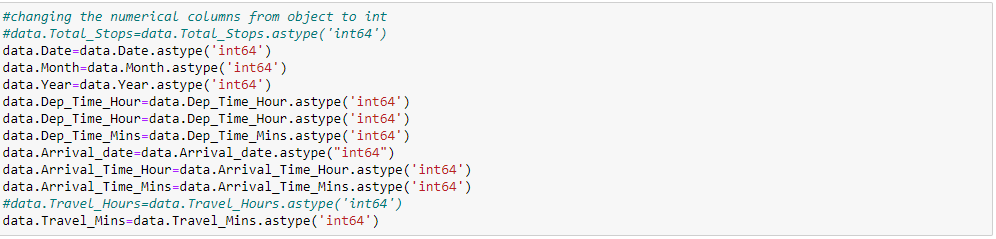 #changing the numerical columns from object to int
#data.Total_Stops=data.Total_Stops.astype('int64')
data.Date=data.Date.astype('int64')
data.Month=data.Month.astype('int64')
data.Year=data.Year.astype('int64')
data.Dep_Time_Hour=data.Dep_Time_Hour.astype('int64')
data.Dep_Time_Hour=data.Dep_Time_Hour.astype('int64')
data.Dep_Time_Mins=data.Dep_Time_Mins.astype('int64')
data.Arrival_date=data.Arrival_date.astype("int64")
data.Arrival_Time_Hour=data.Arrival_Time_Hour.astype('int64')
data.Arrival_Time_Mins=data.Arrival_Time_Mins.astype('int64')
#data.Travel_Hours=data.Travel_Hours.astype('int64')
data.Travel_Mins=data.Travel_Mins.astype('int64')